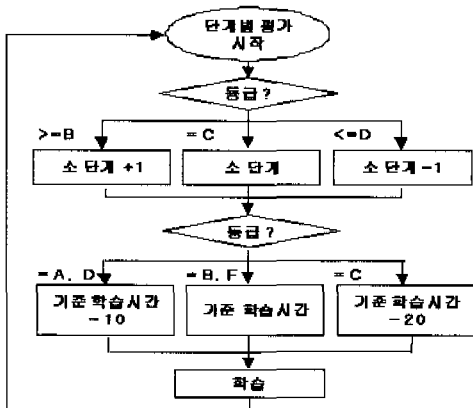 단계별 평가
시작
등급 ?
>=B
= C
<=D
소 단계 +1
소 단계
소 단계 -1
등급 ?
= A, D
= B, F
= C
기준 학습시간
-10
기준 학습시간
기준 학습시간
-20
학습